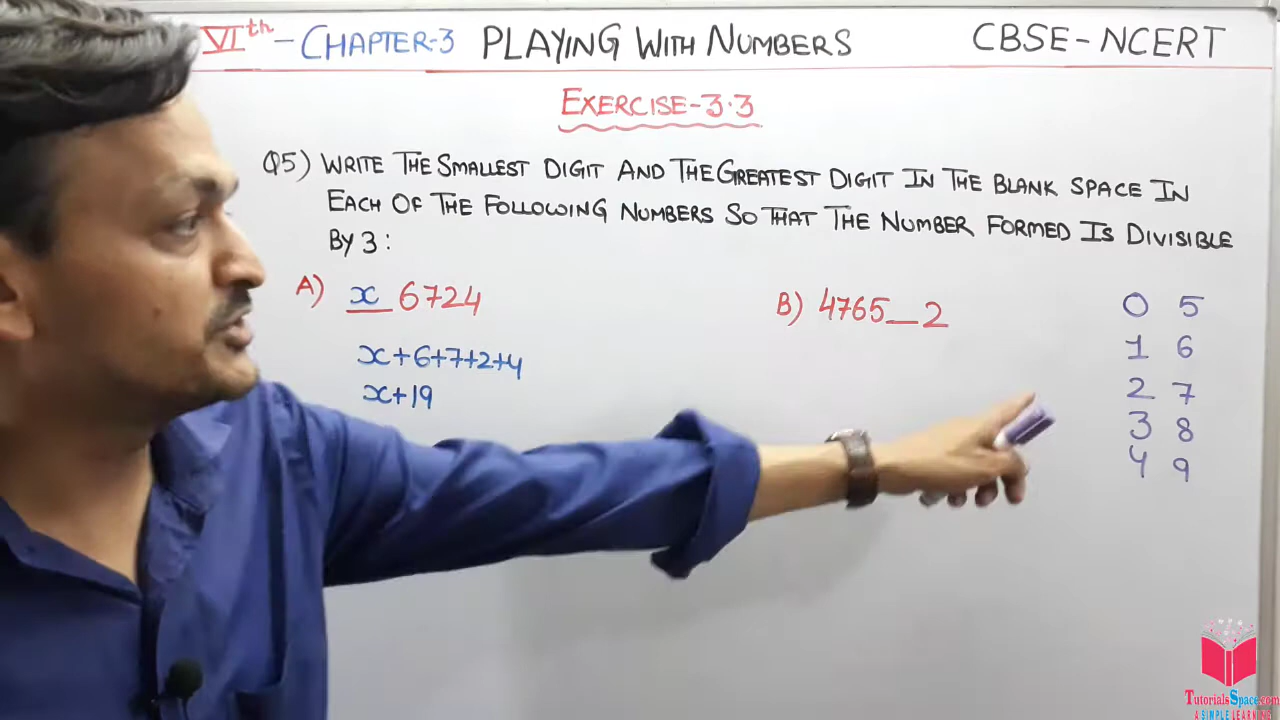 VIth - CHAPTER-3 PLAYING WITH NUMBERS CBSE-NCERT
EXERCISE-3.3
Q5) WRITE THE SMALLEST DIGIT AND THE GREATEST DIGIT IN THE BLANK SPACE IN
EACH OF THE FOLLOWING NUMBERS SO THAT THE NUMBER FORMED IS DIVISIBLE
BY 3:
A) x 6724
x+6+7+2+4
x+19
B) 4765__2
0 5
1 6
2 7
3 8
4 9
TutorialsSpace.com
A SIMPLE LEARNING